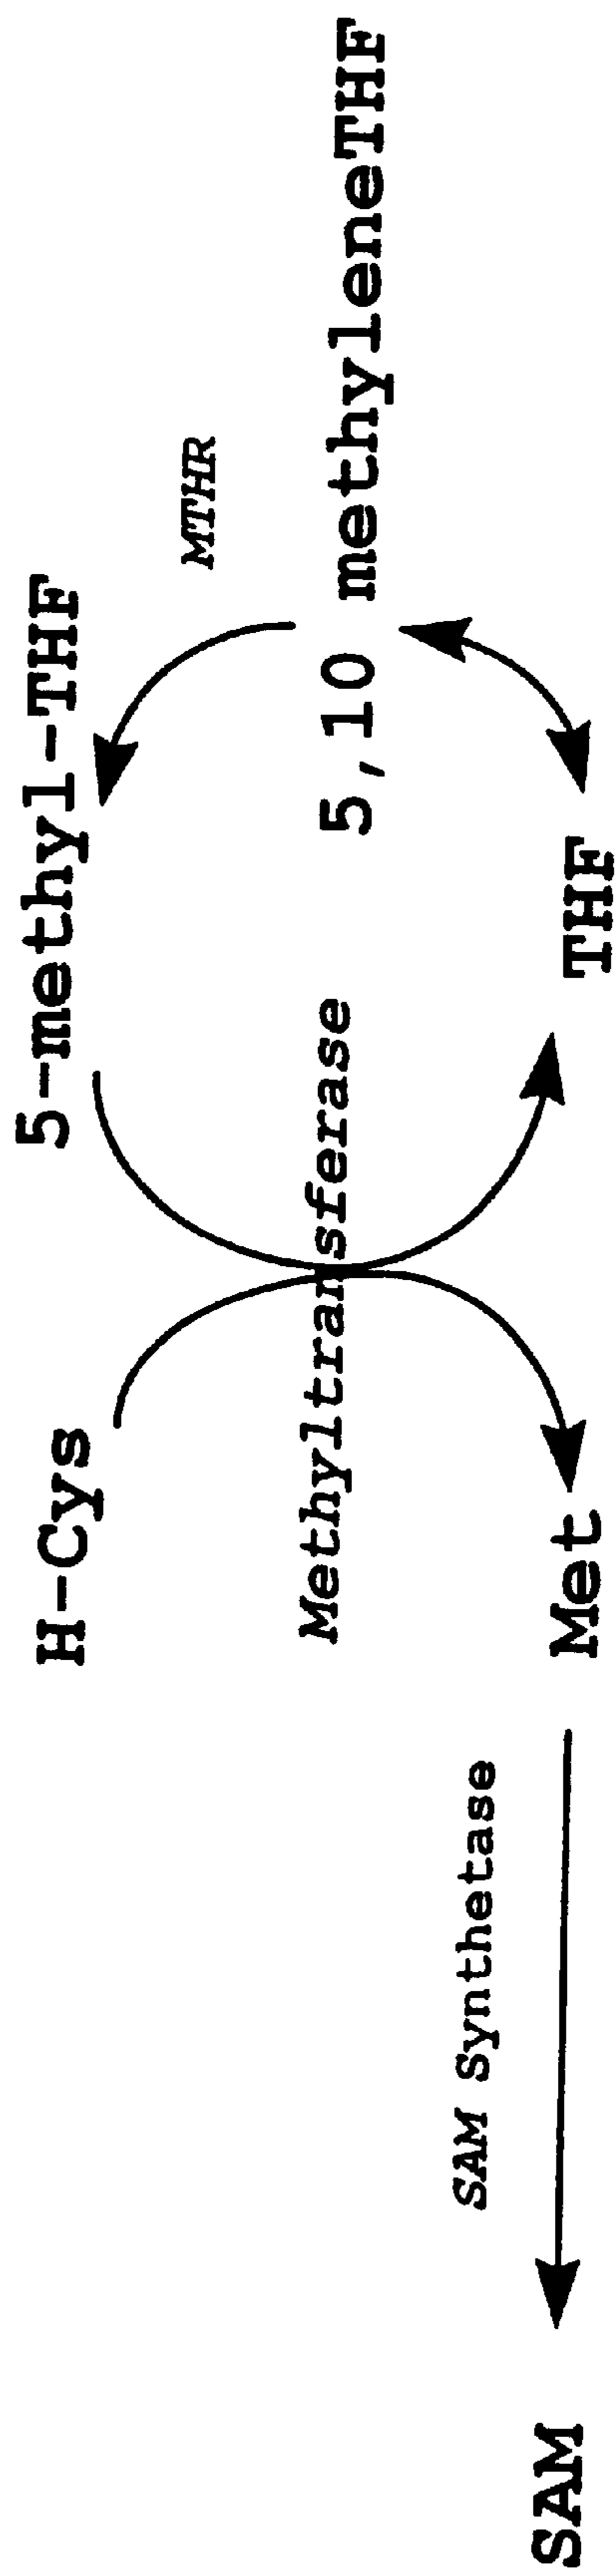 H-Cys
5-methyl-THF
MTHR
Methyltransferase
5,10 methyleneTHF
SAM Synthetase
SAM
Met
THF